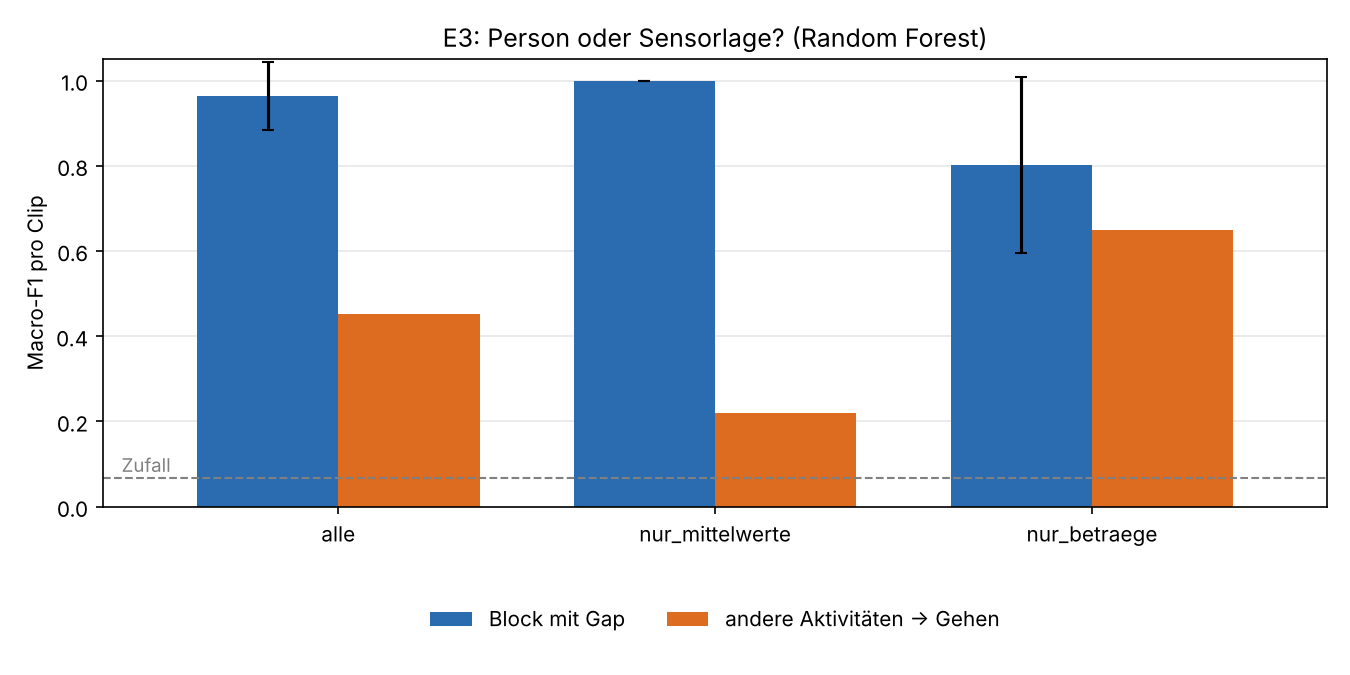 E3: Person oder Sensorlage? (Random Forest)
Macro-F1 pro Clip
1.0
0.8
0.6
0.4
0.2
0.0
Zufall
alle
nur_mittelwerte
nur_betraege
Block mit Gap
andere Aktivitäten → Gehen